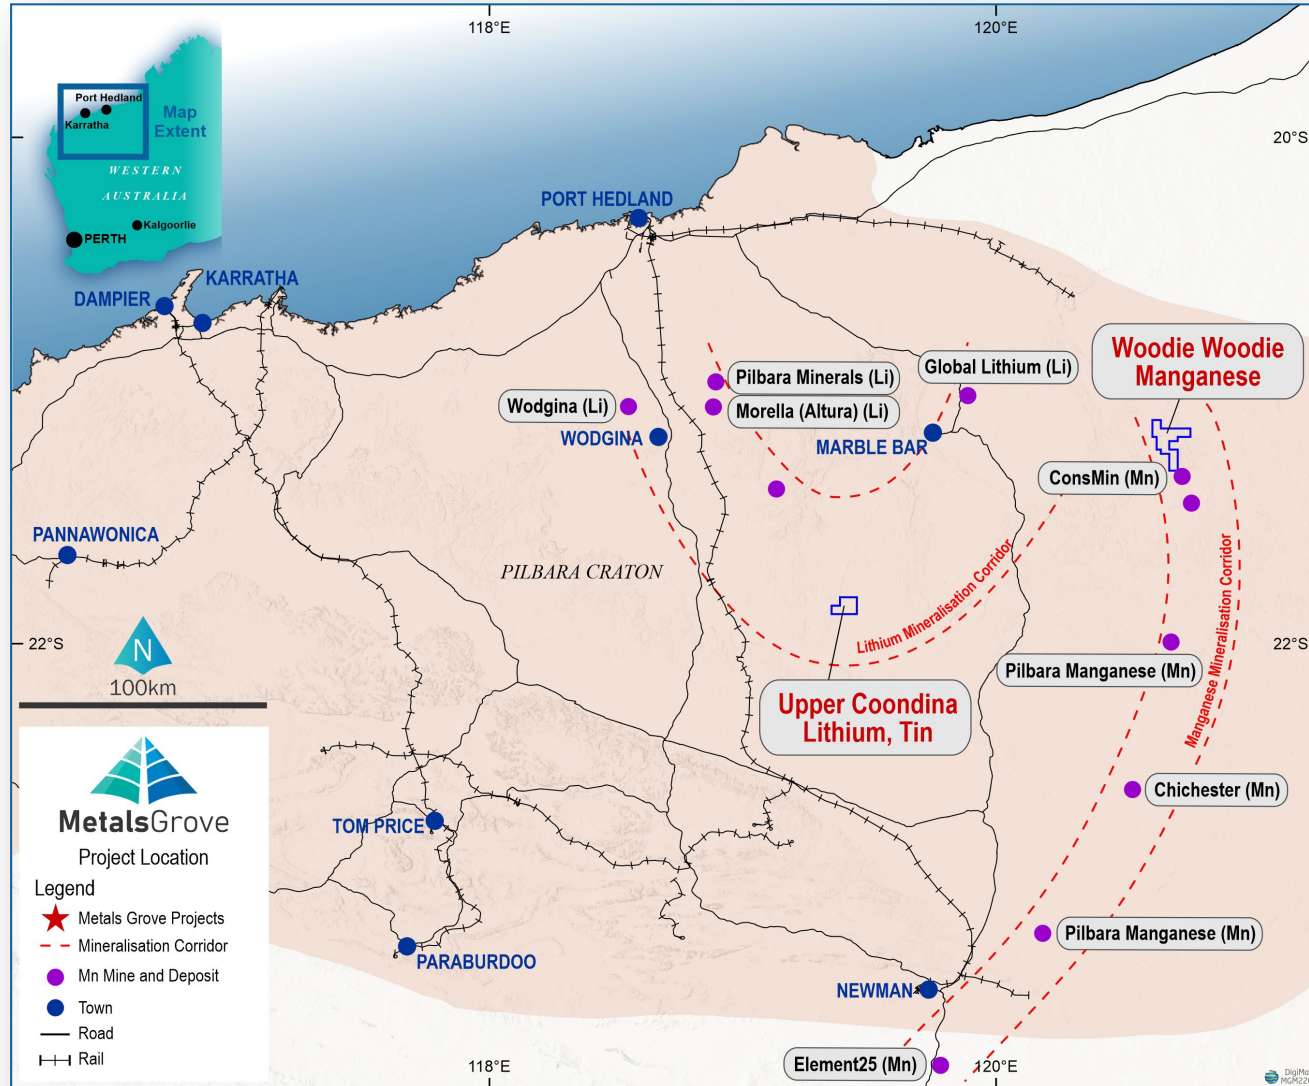 118°E
120°E
Port Hedland
Karratha
Map
Extent
WESTERN
AUSTRALIA
Kalgoorlie
PERTH
20°S
PORT HEDLAND
KARRATHA
DAMPIER
Woodie Woodie
Manganese
Pilbara Minerals (Li)
Global Lithium (Li)
Wodgina (Li)
Morella (Altura) (Li)
WODGINA
MARBLE BAR
ConsMin (Mn)
PANNAWONICA
PILBARA CRATON
Lithium Mineralisation Corridor
Manganese Mineralisation Corridor
22°S
22°S
N
100km
Pilbara Manganese (Mn)
Upper Coondina
Lithium, Tin
Chichester (Mn)
TOM PRICE
MetalsGrove
Project Location
Legend
Metals Grove Projects
Mineralisation Corridor
Mn Mine and Deposit
Town
Road
Rail
PARABURDOO
Pilbara Manganese (Mn)
NEWMAN
Element25 (Mn)
118°E
120°E